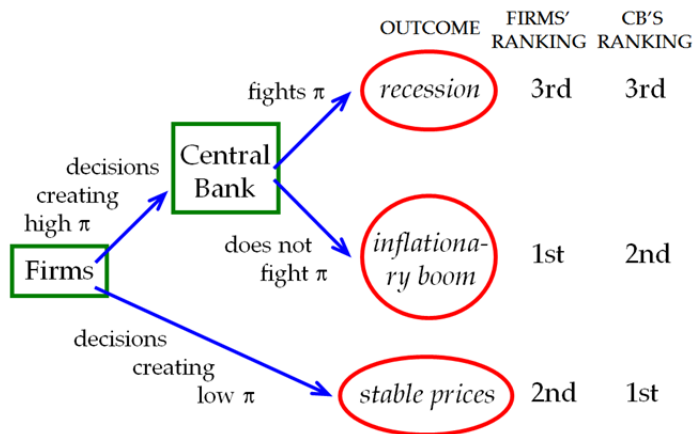 OUTCOME
FIRMS’ RANKING
CB’S RANKING
fights π
recession
3rd
3rd
decisions
creating
high π
Central
Bank
does not
fight π
inflationa-
ry boom
1st
2nd
Firms
decisions
creating
low π
stable prices
2nd
1st